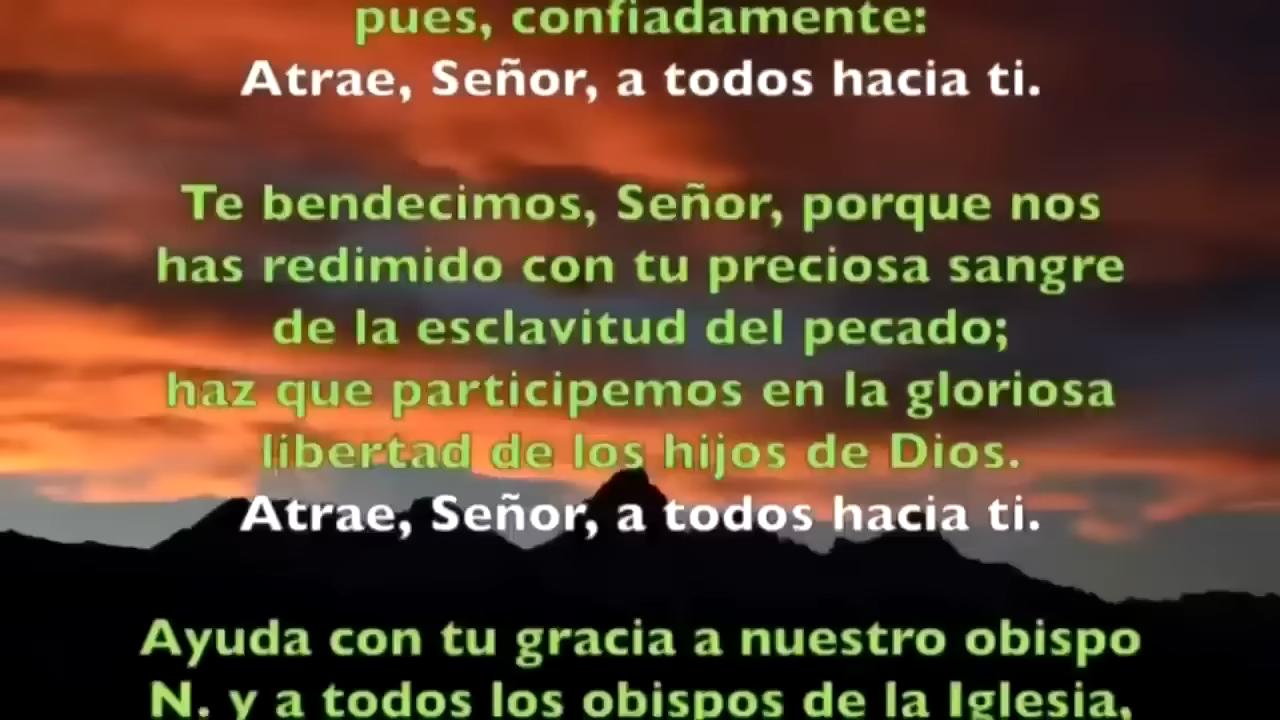 pues, confiadamente:
Atrae, Señor, a todos hacia ti.
Te bendecimos, Señor, porque nos
has redimido con tu preciosa sangre
de la esclavitud del pecado;
haz que participemos en la gloriosa
libertad de los hijos de Dios.
Atrae, Señor, a todos hacia ti.
Ayuda con tu gracia a nuestro obispo
N. y a todos los obispos de la Iglesia,